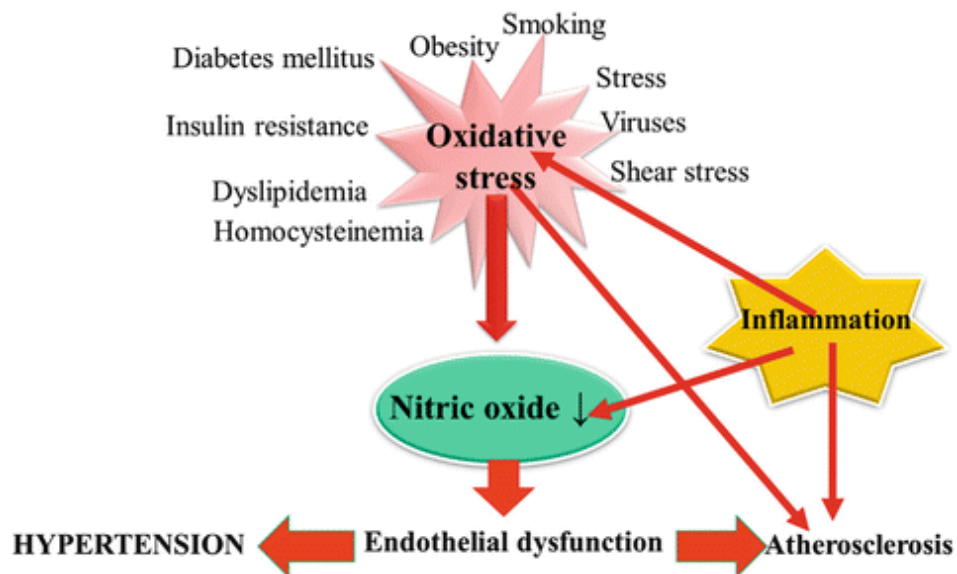 Smoking
Obesity
Diabetes mellitus
Stress
Insulin resistance
Viruses
Oxidative
stress
Shear stress
Dyslipidemia
Homocysteinemia
Inflammation
Nitric oxide ↓
HYPERTENSION
Endothelial dysfunction
Atherosclerosis